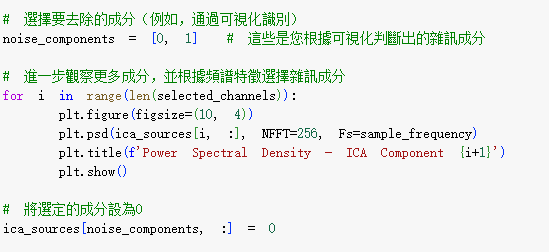 # 選擇要去除的成分（例如，通過可視化識別）
noise_components = [0, 1]  # 這些是您根據可視化判斷出的雜訊成分
# 進一步觀察更多成分，並根據頻譜特徵選擇雜訊成分
for i in range(len(selected_channels)):
    plt.figure(figsize=(10, 4))
    plt.psd(ica_sources[i, :], NFFT=256, Fs=sample_frequency)
    plt.title(f'Power Spectral Density - ICA Component {i+1}')
    plt.show()
# 將選定的成分設為0
ica_sources[noise_components, :] = 0